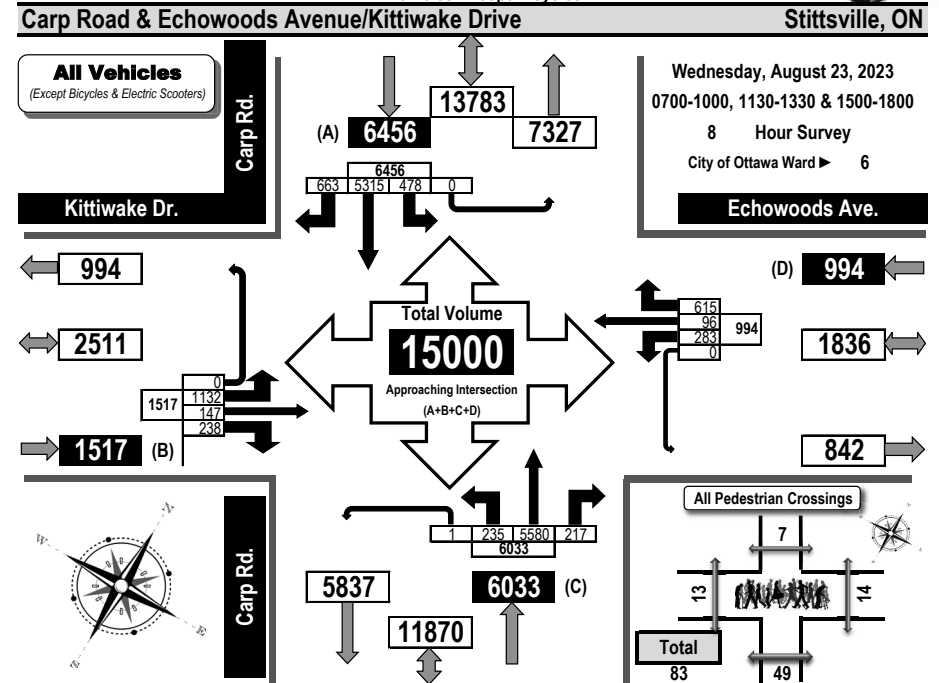 Carp Road & Echowoods Avenue/Kittiwake Drive
Stittsville, ON
All Vehicles
(Except Bicycles & Electric Scooters)
Carp Rd.
Kittiwake Dr.
(A)
6456
13783
7327
6456
663 5315 478 0
Wednesday, August 23, 2023
0700-1000, 1130-1330 & 1500-1800
8 Hour Survey
City of Ottawa Ward ► 6
Echowoods Ave.
994
2511
0
1132
147
238
1517
1517
(B)
Total Volume
15000
Approaching Intersection
(A+B+C+D)
615
96
283
0
994
(D)
994
1836
842
1 235 5580 217
6033
5837
6033
(C)
11870
Carp Rd.
N
W
E
S
All Pedestrian Crossings
7
13
14
Total
83
49